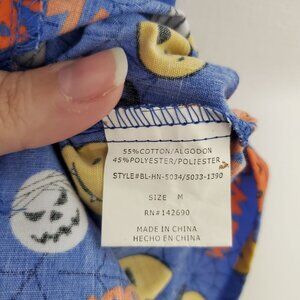 55%COTTON/ALGODON
45%POLYESTER/POLIESTER
STYLE#BL-HN-5034/5033-1390
SIZE M
RN#142690
MADE IN CHINA
HECHO EN CHINA